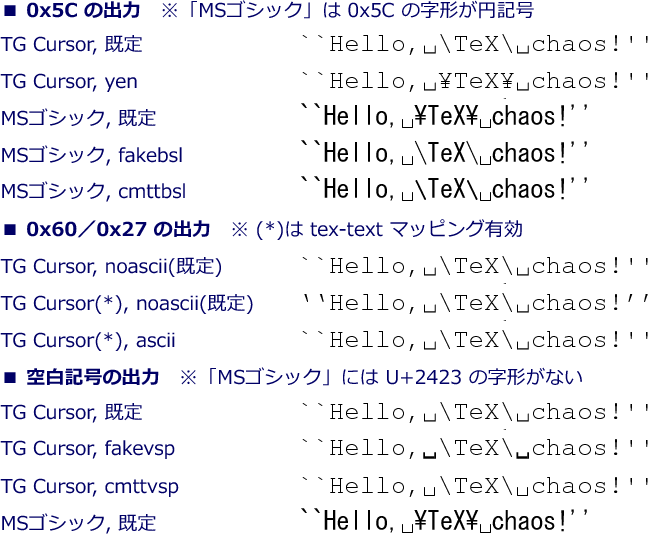 ■ 0x5C の出力　※「MSゴシック」は 0x5C の字形が円記号
TG Cursor, 既定　``Hello,␣\TeX\␣chaos!''
TG Cursor, yen　``Hello,␣¥TeX¥␣chaos!''
MSゴシック, 既定　``Hello,␣¥TeX¥␣chaos!''
MSゴシック, fakebsl　``Hello,␣\TeX\␣chaos!''
MSゴシック, cmttbsl　``Hello,␣\TeX\␣chaos!''
■ 0x60／0x27 の出力　※ (*)は tex-text マッピング有効
TG Cursor, noascii(既定)　``Hello,␣\TeX\␣chaos!''
TG Cursor(*), noascii(既定)　‘‘Hello,␣\TeX\␣chaos!’’
TG Cursor(*), ascii　``Hello,␣\TeX\␣chaos!''
■ 空白記号の出力　※「MSゴシック」には U+2423 の字形がない
TG Cursor, 既定　``Hello,␣\TeX\␣chaos!''
TG Cursor, fakevsp　``Hello,␣\TeX\␣chaos!''
TG Cursor, cmttvsp　``Hello,␣\TeX\␣chaos!''
MSゴシック, 既定　``Hello,␣¥TeX¥␣chaos!''